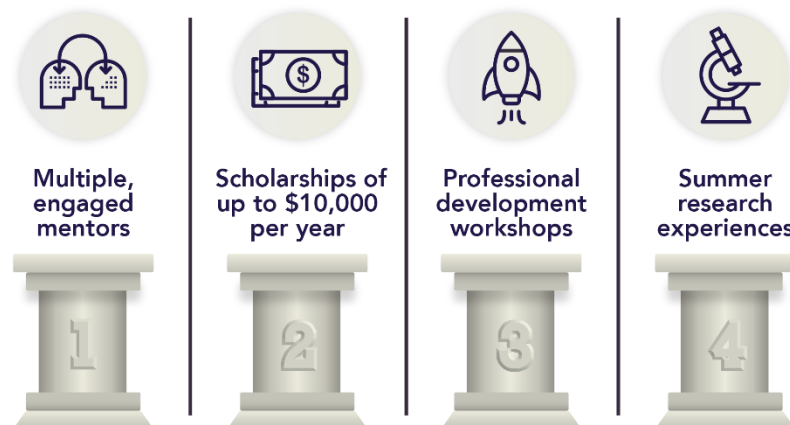 $
Multiple,
engaged
mentors
1
Scholarships of
up to $10,000
per year
2
Professional
development
workshops
3
Summer
research
experiences
4